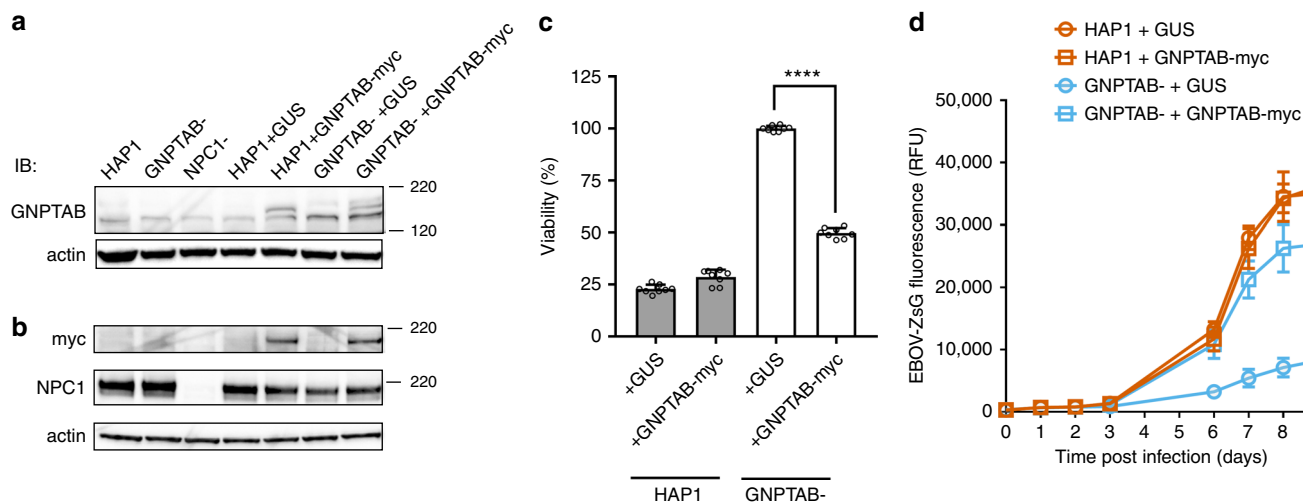 a
IB:
HAP1
GNPTAB-
NPC1-
HAP1+GUS
HAP1+GNPTAB-myc
GNPTAB- +GUS
GNPTAB- +GNPTAB-myc
GNPTAB
220
120
actin
b
myc
220
NPC1
220
actin
c
Viability (%)
125
100
75
50
25
0
****
+GUS
+GNPTAB-myc
+GUS
+GNPTAB-myc
HAP1
GNPTAB-
d
HAP1 + GUS
HAP1 + GNPTAB-myc
GNPTAB- + GUS
GNPTAB- + GNPTAB-myc
EBOV-ZsG fluorescence (RFU)
50,000
40,000
30,000
20,000
10,000
0
0 1 2 3 6 7 8
Time post infection (days)